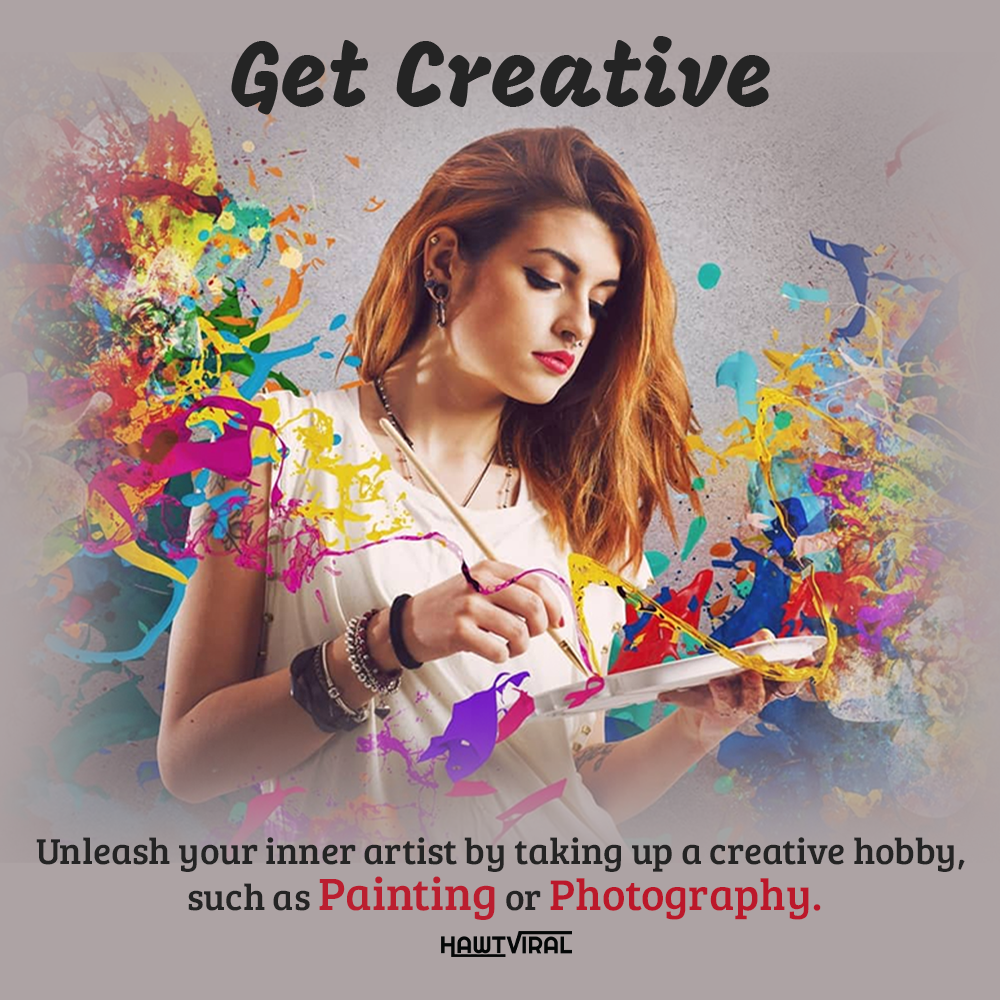 Get Creative
Unleash your inner artist by taking up a creative hobby,
such as Painting or Photography.
HAWTVIRAL